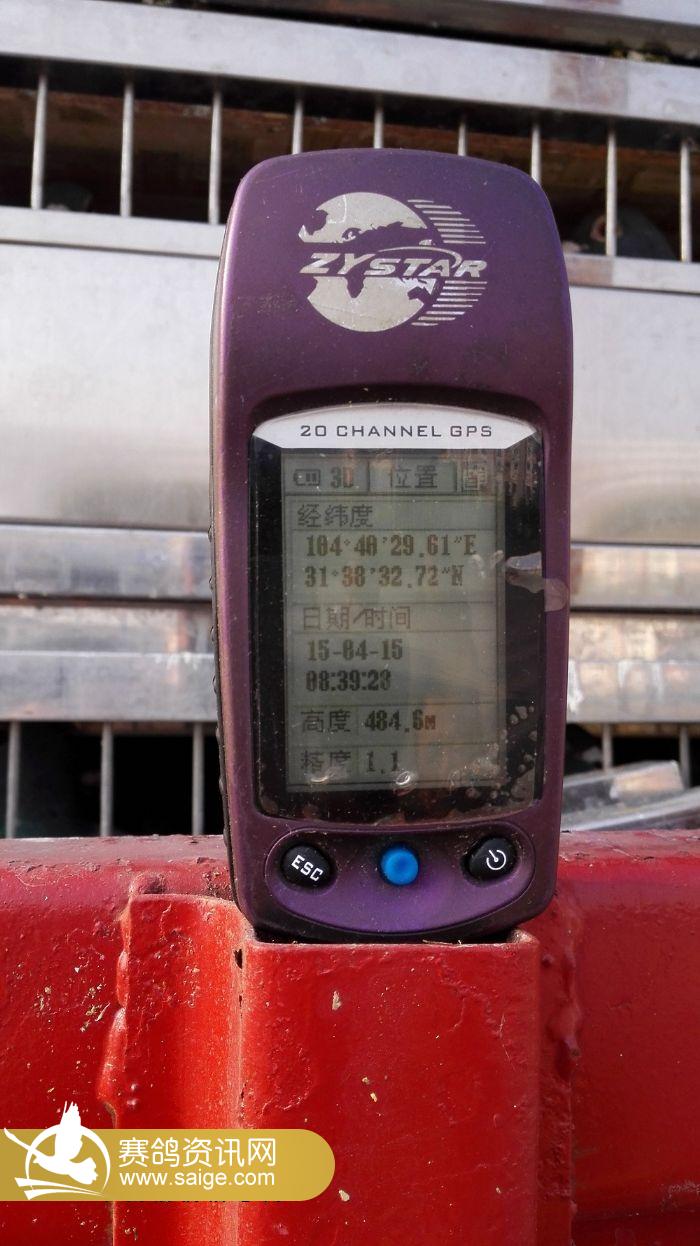 ZYSTAR
20 CHANNEL GPS
3D 位置
经纬度
104°40'29.61"E
31°38'32.72"N
日期/时间
15-04-15
08:39:28
高度 484.6M
精度 1.1
ESC
赛鸽资讯网
www.saige.com